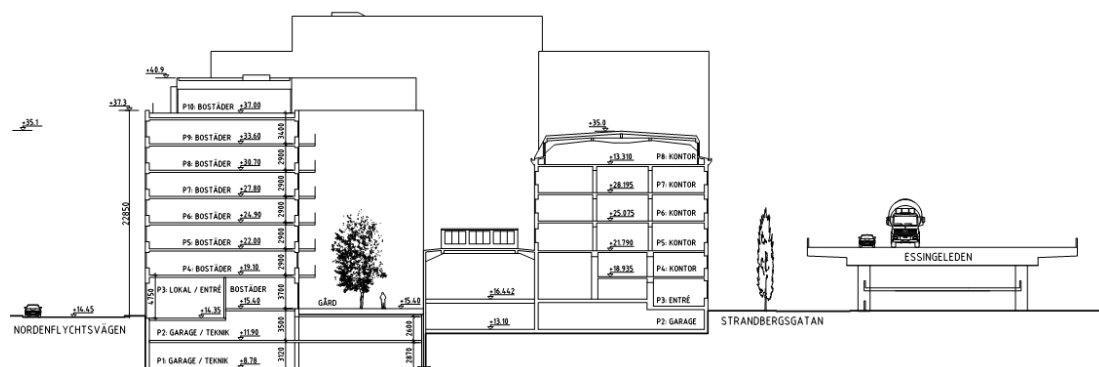 +40.9
+37.3
+35.1
P10: BOSTÄDER +37.00
3400
P9: BOSTÄDER +33.60
2900
P8: BOSTÄDER +30.70
2900
P7: BOSTÄDER +27.80
2900
P6: BOSTÄDER +24.90
2900
P5: BOSTÄDER +22.00
2900
P4: BOSTÄDER +19.10
22850
P3: LOKAL / ENTRÉ BOSTÄDER
4750
3700
+15.40
+14.35
GÅRD
+15.40
+14.45
NORDENFLYCHTSVÄGEN
P2: GARAGE / TEKNIK +11.90
3500
2600
P1: GARAGE / TEKNIK +8.78
3120
2870
+16.442
+13.10
+35.0
+13.310 P8: KONTOR
+28.195 P7: KONTOR
+25.075 P6: KONTOR
+21.790 P5: KONTOR
+18.935 P4: KONTOR
P3: ENTRÉ
P2: GARAGE
STRANDBERGSGATAN
ESSINGELEDEN